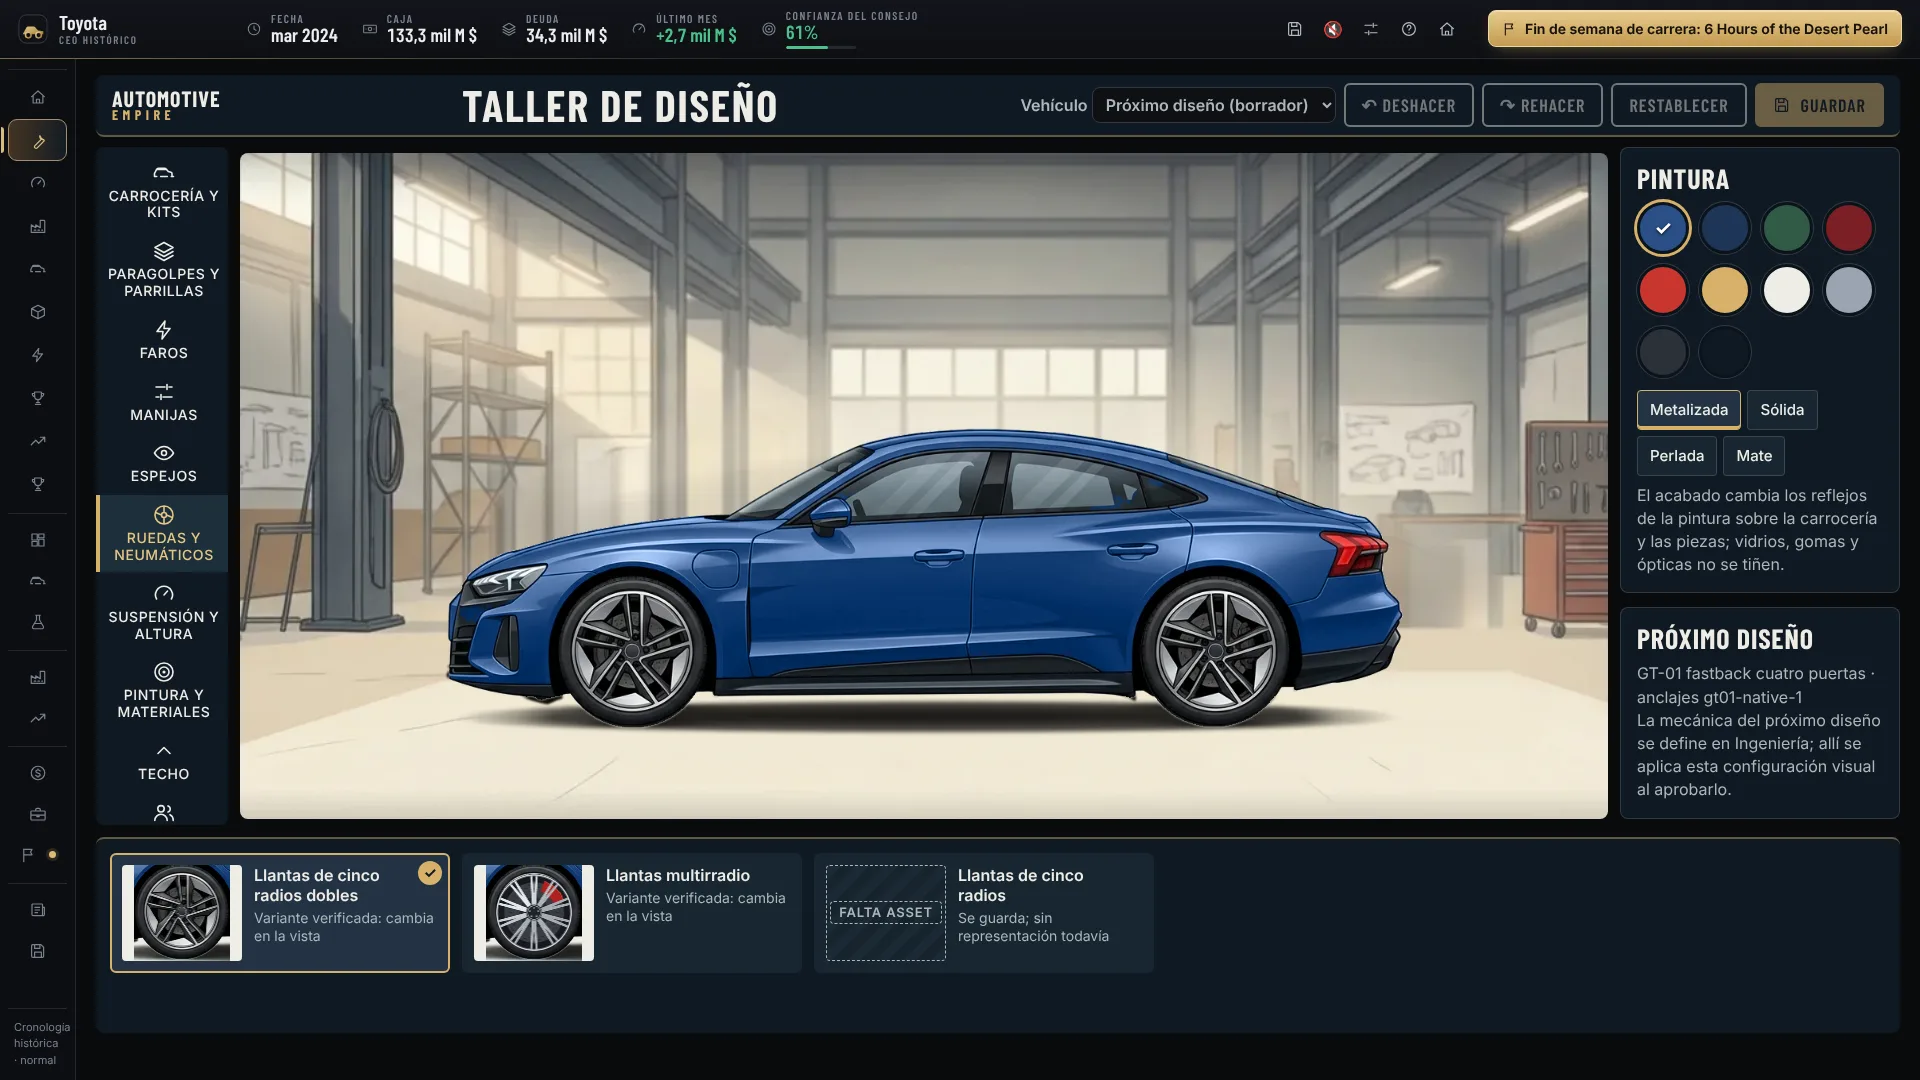 Toyota
CEO HISTÓRICO
FECHA
mar 2024
CAJA
133,3 mil M $
DEUDA
34,3 mil M $
ÚLTIMO MES
+2,7 mil M $
CONFIANZA DEL CONSEJO
61%
Fin de semana de carrera: 6 Hours of the Desert Pearl
AUTOMOTIVE
EMPIRE
TALLER DE DISEÑO
Vehículo
Próximo diseño (borrador)
DESHACER
REHACER
RESTABLECER
GUARDAR
CARROCERÍA Y
KITS
PARAGOLPES Y
PARRILLAS
FAROS
MANIJAS
ESPEJOS
RUEDAS Y
NEUMÁTICOS
SUSPENSIÓN Y
ALTURA
PINTURA Y
MATERIALES
TECHO
PINTURA
Metalizada
Sólida
Perlada
Mate
El acabado cambia los reflejos
de la pintura sobre la carrocería
y las piezas; vidrios, gomas y
ópticas no se tiñen.
PRÓXIMO DISEÑO
GT-01 fastback cuatro puertas ·
anclajes gt01-native-1
La mecánica del próximo diseño
se define en Ingeniería; allí se
aplica esta configuración visual
al aprobarlo.
Llantas de cinco
radios dobles
Variante verificada: cambia
en la vista
Llantas multirradio
Variante verificada: cambia
en la vista
FALTA ASSET
Llantas de cinco
radios
Se guarda; sin
representación todavía
Cronología
histórica
· normal